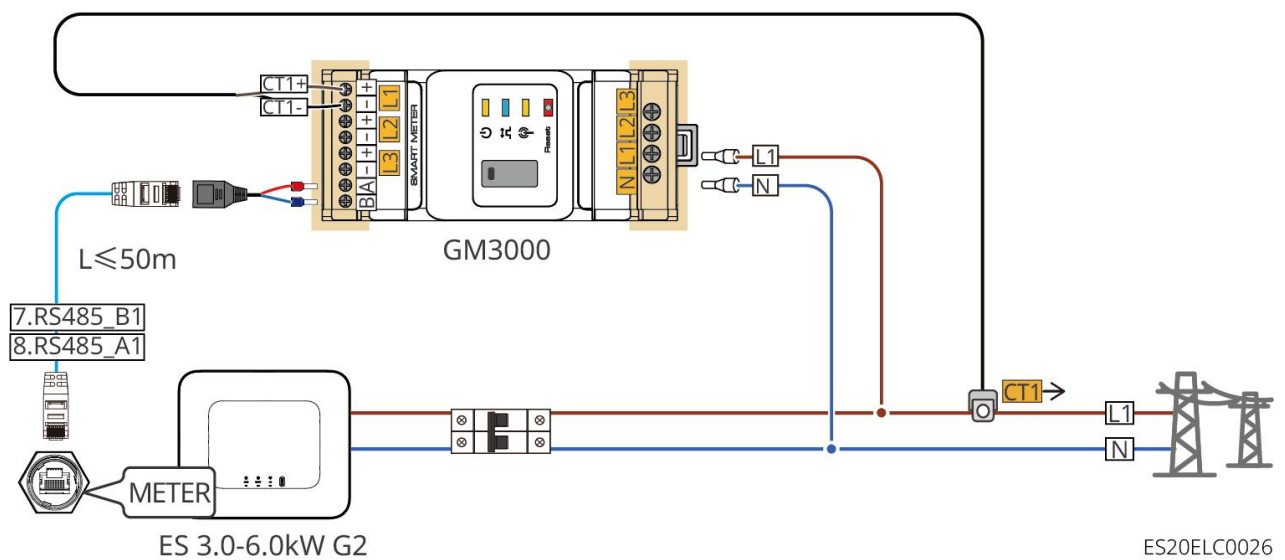 CT1+
CT1-
+
-
+
-
+
-
A
B
L1
L2
L3
SMART METER
Reset
L3
L2
L1
N
L1
N
GM3000
L≤50m
7.RS485_B1
8.RS485_A1
CT1
L1
N
METER
ES 3.0-6.0kW G2
ES20ELC0026